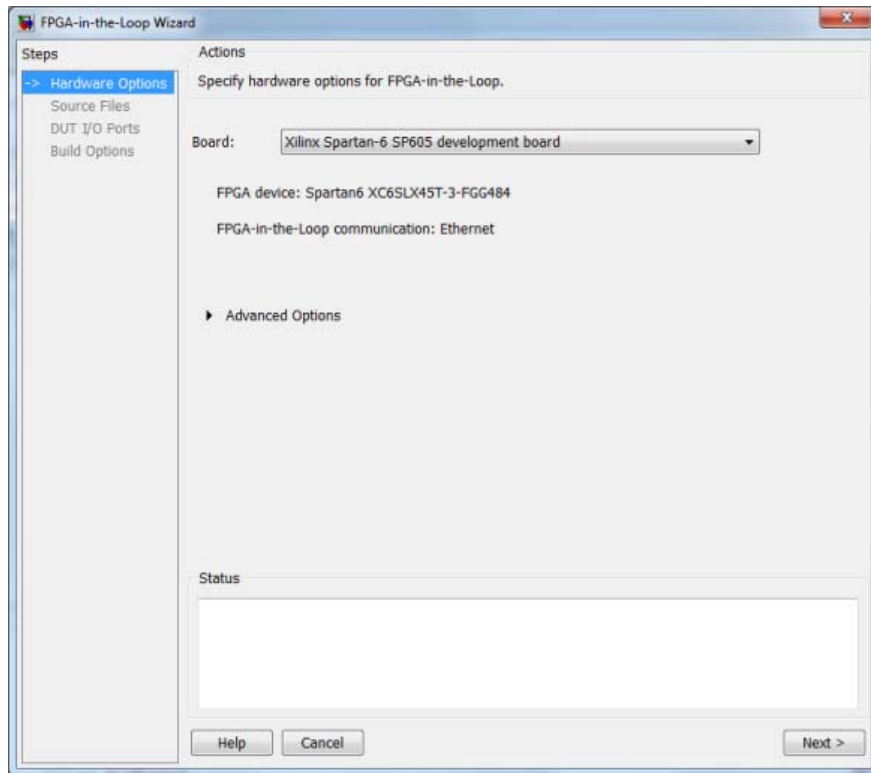 FPGA-in-the-Loop Wizard
X
Steps
-> Hardware Options
Source Files
DUT I/O Ports
Build Options
Actions
Specify hardware options for FPGA-in-the-Loop.
Board: Xilinx Spartan-6 SP605 development board
FPGA device: Spartan6 XC6SLX45T-3-FGG484
FPGA-in-the-Loop communication: Ethernet
Advanced Options
Status
Help Cancel Next >